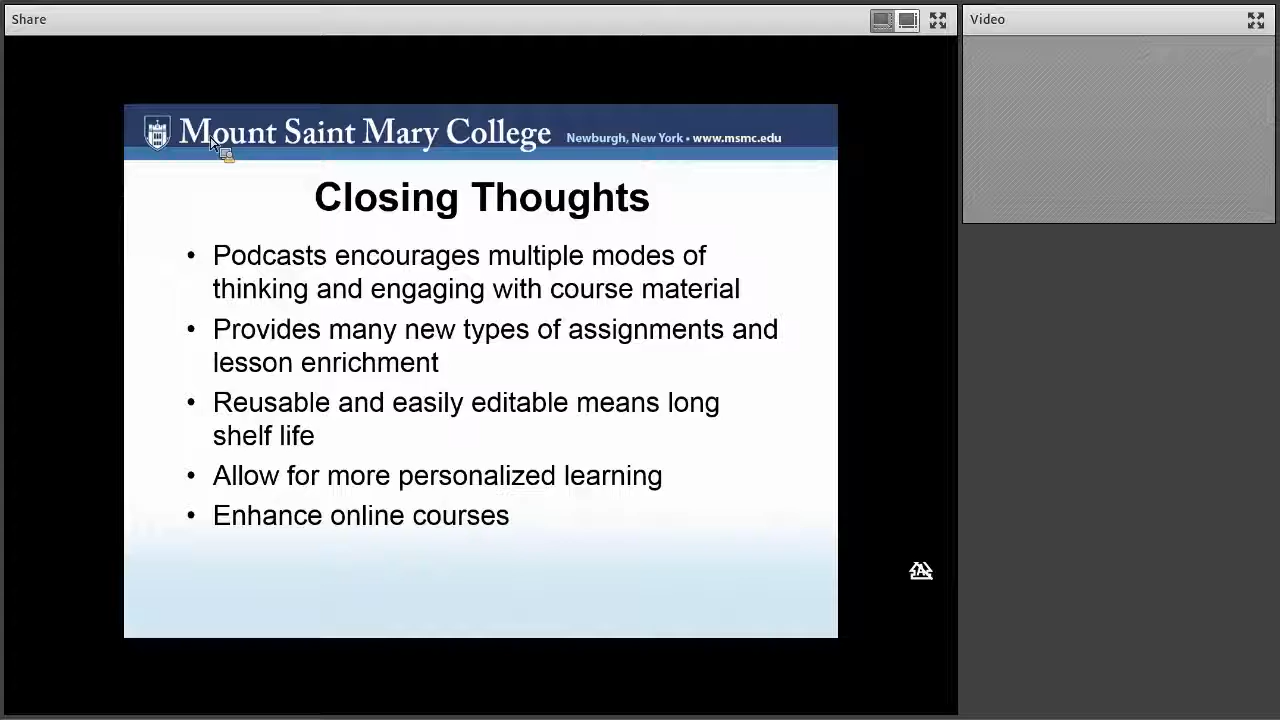 Share
Video
Mount Saint Mary College Newburgh, New York • www.msmc.edu
Closing Thoughts
• Podcasts encourages multiple modes of
thinking and engaging with course material
• Provides many new types of assignments and
lesson enrichment
• Reusable and easily editable means long
shelf life
• Allow for more personalized learning
• Enhance online courses